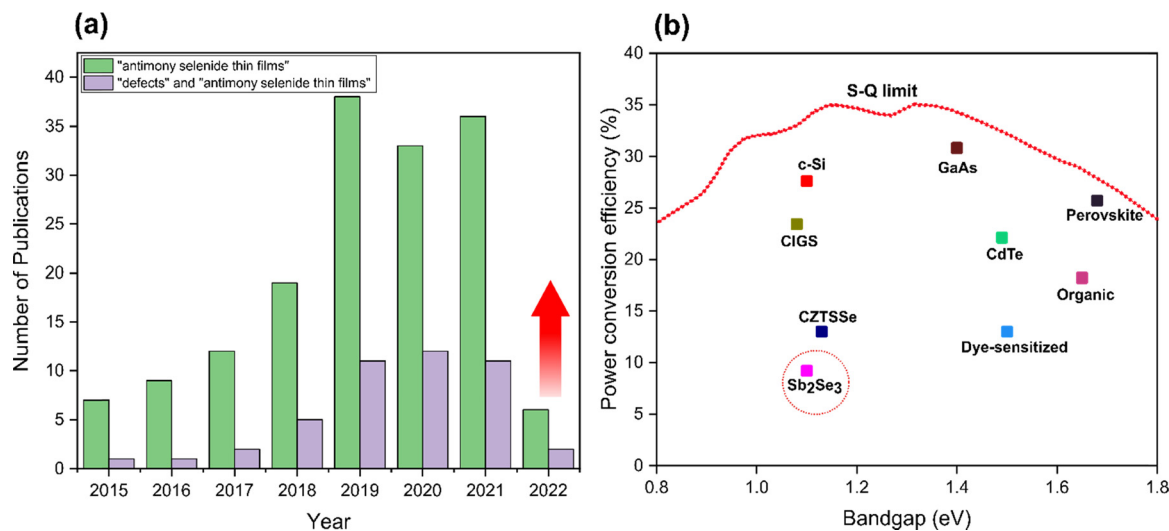 (a)
"antimony selenide thin films"
"defects" and "antimony selenide thin films"
Number of Publications
40
35
30
25
20
15
10
5
0
2015 2016 2017 2018 2019 2020 2021 2022
Year
(b)
Power conversion efficiency (%)
40
35
30
25
20
15
10
5
0
S-Q limit
c-Si
GaAs
Perovskite
CIGS
CdTe
Organic
CZTSSe
Dye-sensitized
Sb₂Se₃
0.8 1.0 1.2 1.4 1.6 1.8
Bandgap (eV)